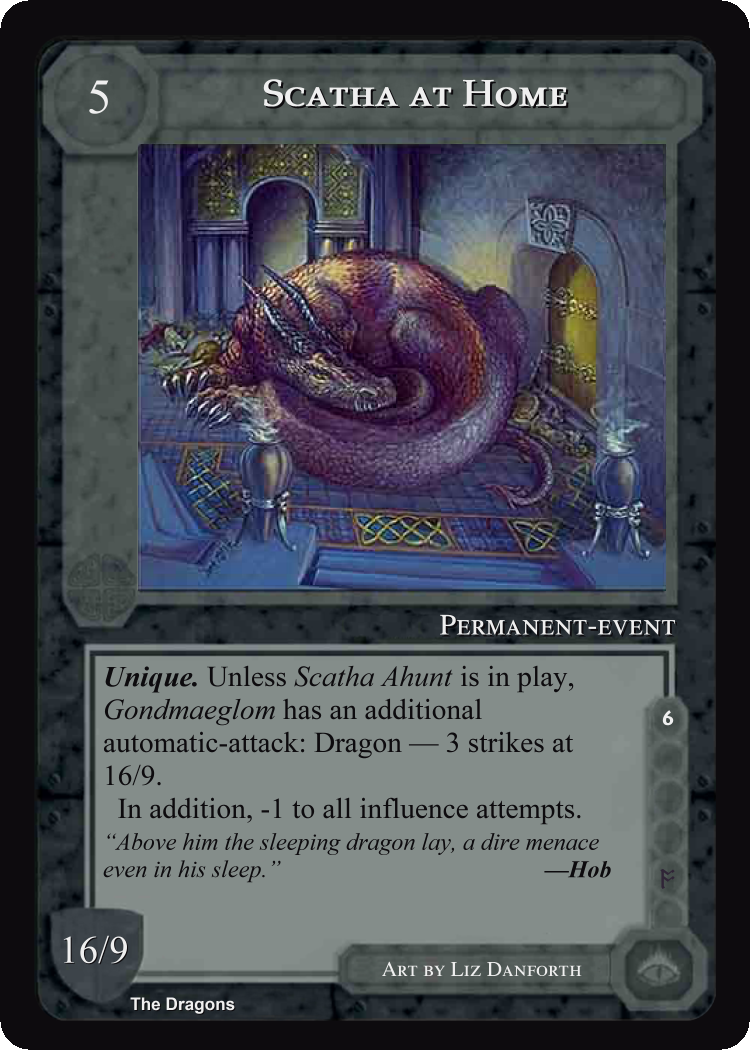 5
SCATHA AT HOME
PERMANENT-EVENT
Unique. Unless Scatha Ahunt is in play,
Gondmaeglom has an additional
automatic-attack: Dragon — 3 strikes at
16/9.
In addition, -1 to all influence attempts.
“Above him the sleeping dragon lay, a dire menace
even in his sleep.” —Hob
6
16/9
ART BY LIZ DANFORTH
The Dragons